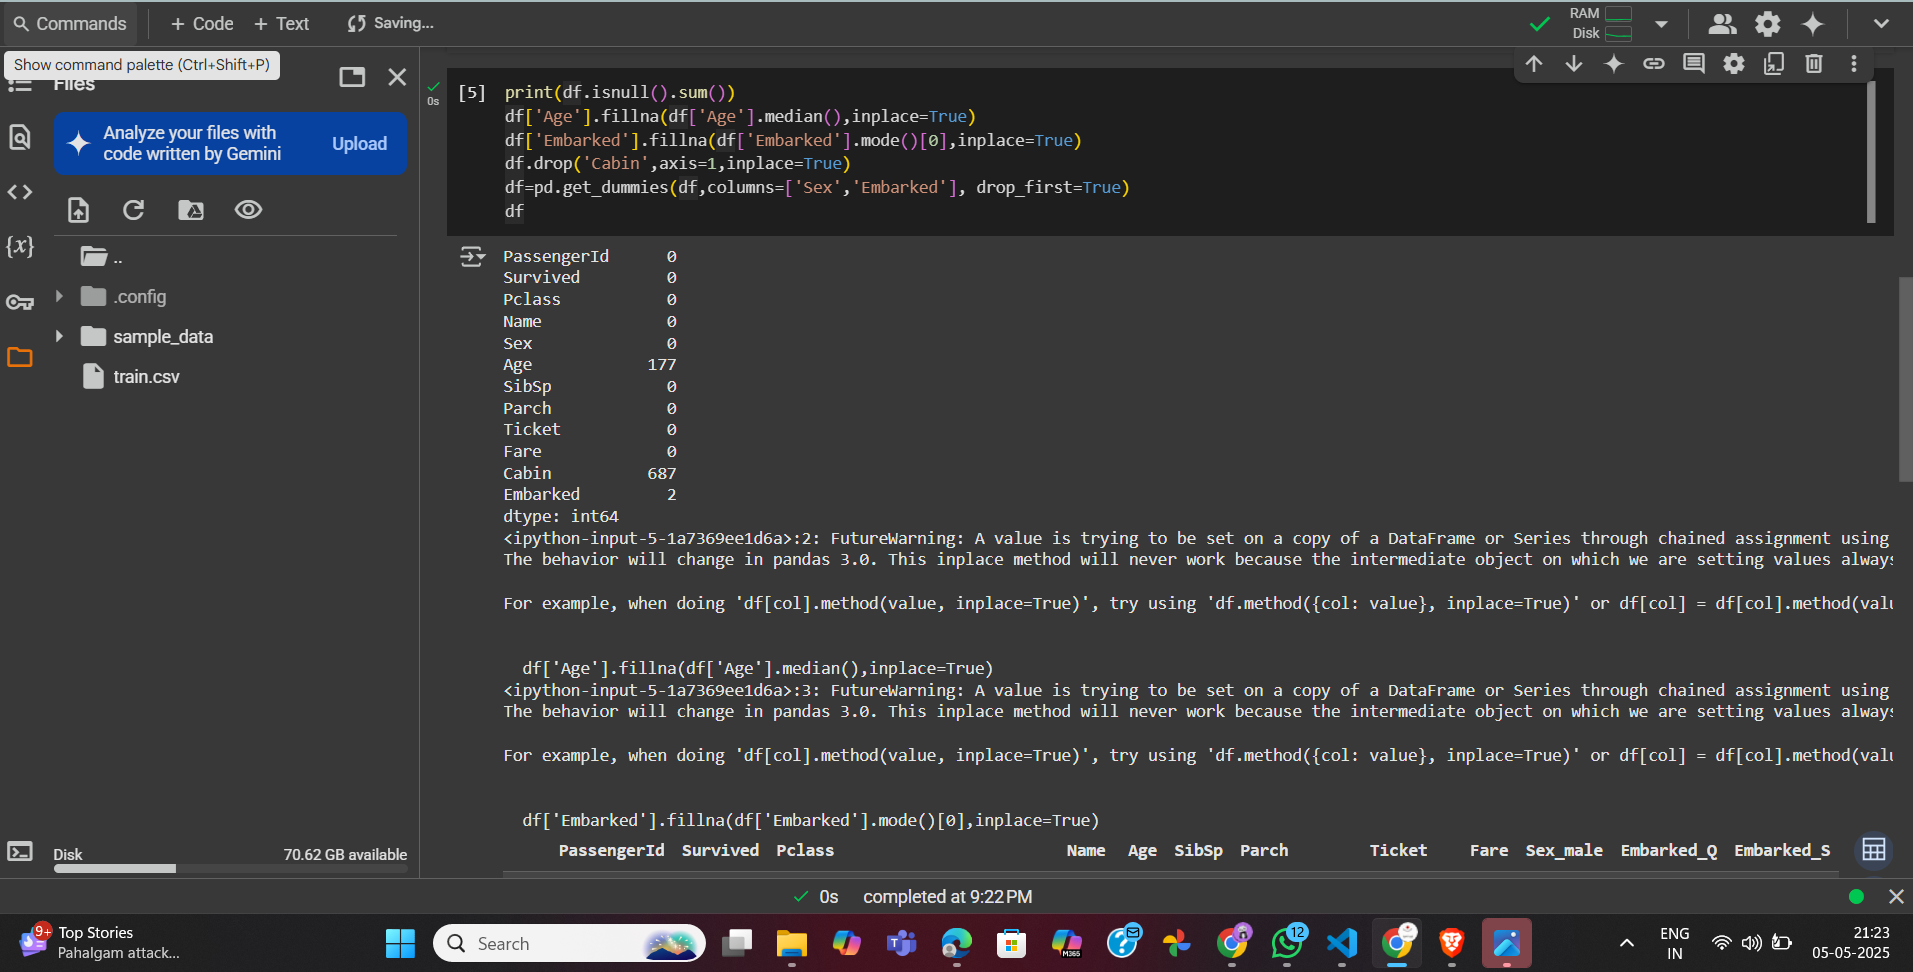 Commands
+ Code
+ Text
Saving...
RAM
Disk
Show command palette (Ctrl+Shift+P)
Files
Analyze your files with
code written by Gemini
Upload
..
.config
sample_data
train.csv
Disk
70.62 GB available
0s
[5]
print(df.isnull().sum())
df['Age'].fillna(df['Age'].median(),inplace=True)
df['Embarked'].fillna(df['Embarked'].mode()[0],inplace=True)
df.drop('Cabin',axis=1,inplace=True)
df=pd.get_dummies(df,columns=['Sex','Embarked'], drop_first=True)
df
PassengerId 0
Survived 0
Pclass 0
Name 0
Sex 0
Age 177
SibSp 0
Parch 0
Ticket 0
Fare 0
Cabin 687
Embarked 2
dtype: int64
<ipython-input-5-1a7369ee1d6a>:2: FutureWarning: A value is trying to be set on a copy of a DataFrame or Series through chained assignment using
The behavior will change in pandas 3.0. This inplace method will never work because the intermediate object on which we are setting values always
For example, when doing 'df[col].method(value, inplace=True)', try using 'df.method({col: value}, inplace=True)' or df[col] = df[col].method(valu
df['Age'].fillna(df['Age'].median(),inplace=True)
<ipython-input-5-1a7369ee1d6a>:3: FutureWarning: A value is trying to be set on a copy of a DataFrame or Series through chained assignment using
The behavior will change in pandas 3.0. This inplace method will never work because the intermediate object on which we are setting values always
For example, when doing 'df[col].method(value, inplace=True)', try using 'df.method({col: value}, inplace=True)' or df[col] = df[col].method(valu
df['Embarked'].fillna(df['Embarked'].mode()[0],inplace=True)
PassengerId Survived Pclass Name Age SibSp Parch Ticket Fare Sex_male Embarked_Q Embarked_S
0s completed at 9:22 PM
9+
Top Stories
Pahalgam attack...
Search
M365
12
ENG
IN
21:23
05-05-2025